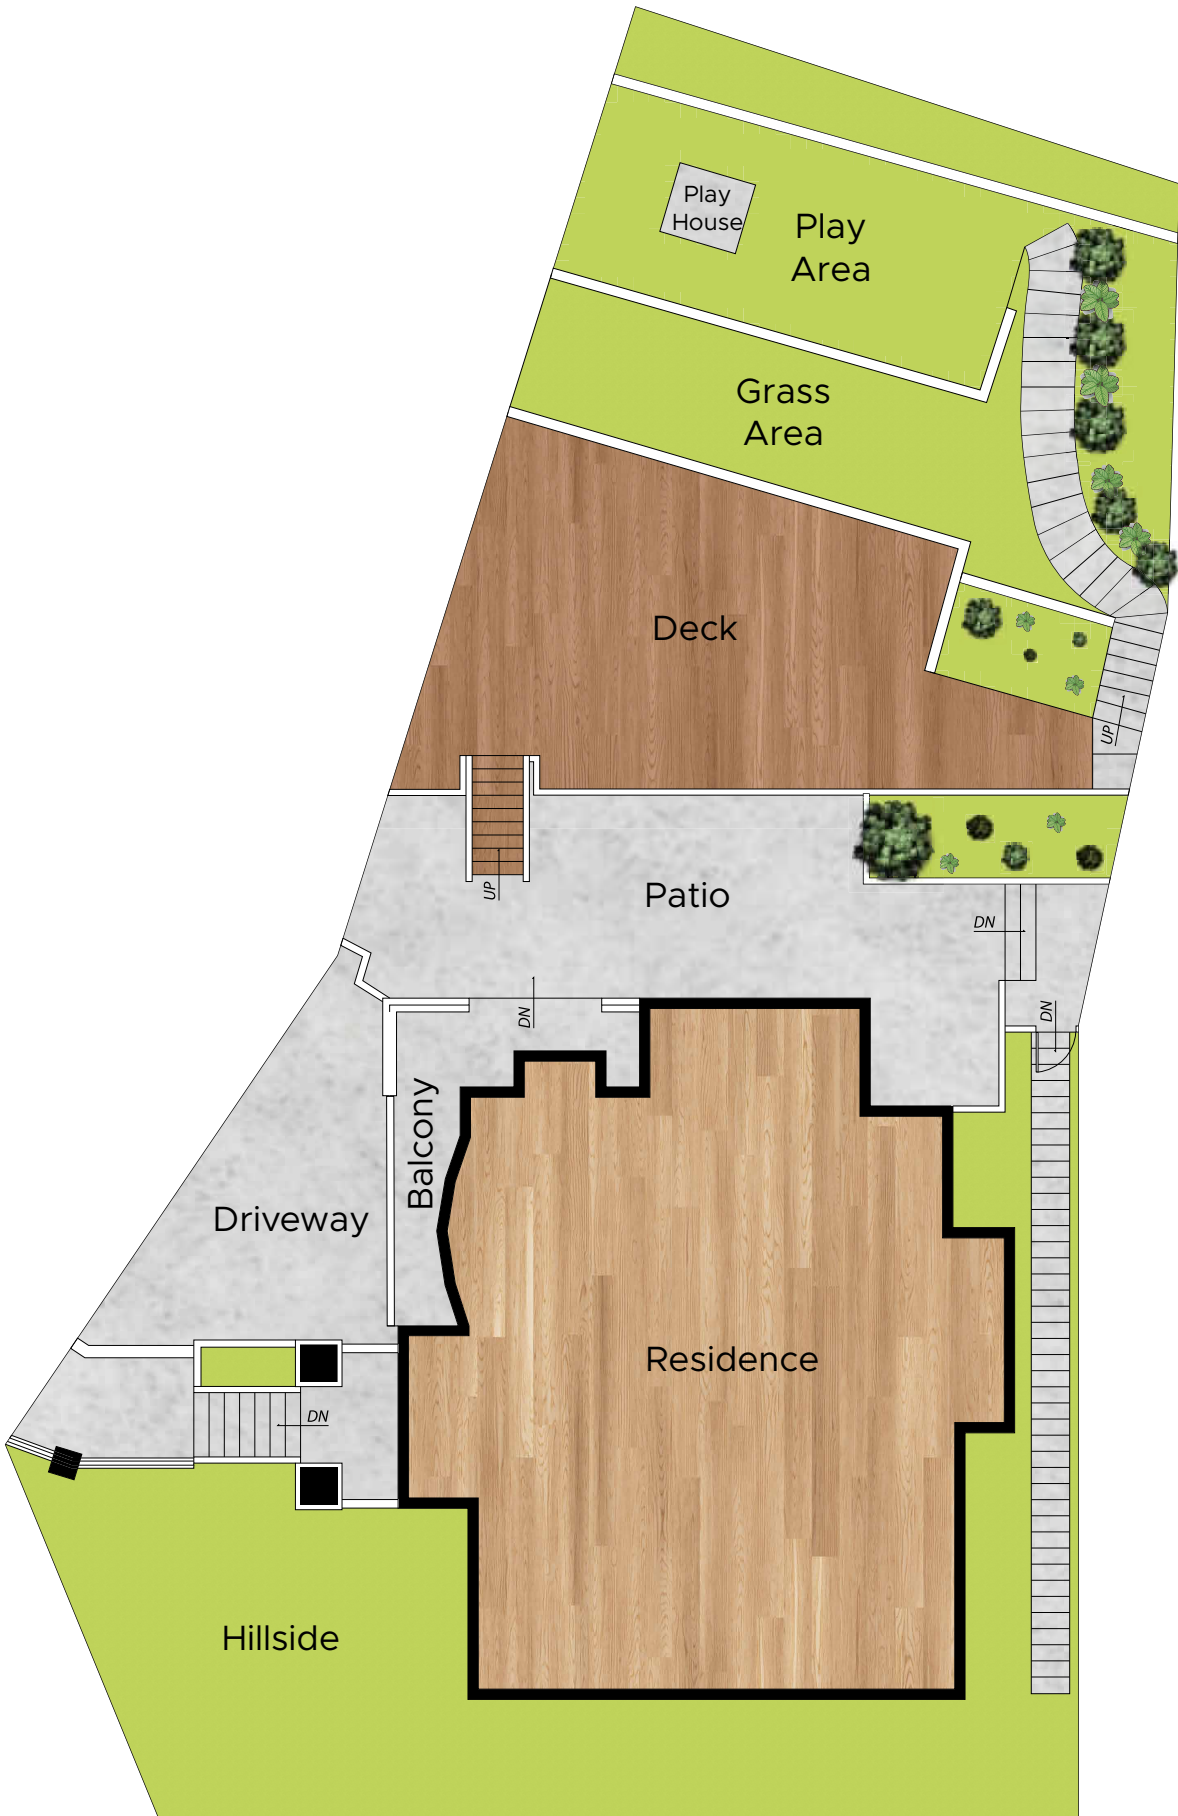 Play
House
Play
Area
Grass
Area
Deck
UP
UP
Patio
DN
DN
DN
Balcony
Driveway
Residence
DN
Hillside